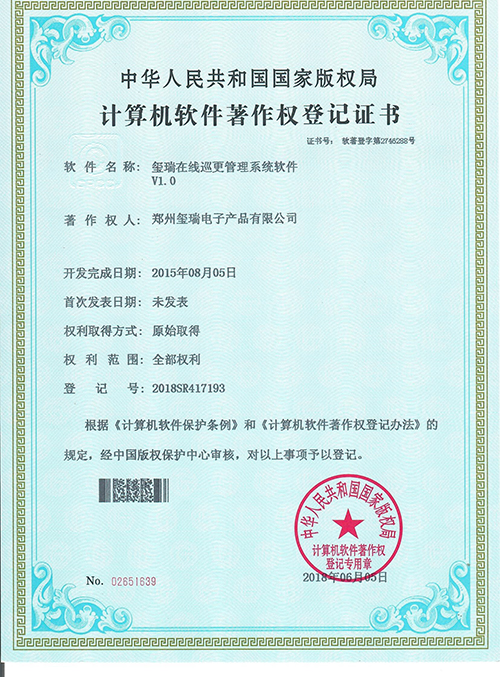 中华人民共和国国家版权局
计算机软件著作权登记证书
证书号： 软著登字第2746288号
软件名称： 玺瑞在线巡更管理系统软件
V1.0
著作权人： 郑州玺瑞电子产品有限公司
开发完成日期： 2015年08月05日
首次发表日期： 未发表
权利取得方式： 原始取得
权利范围： 全部权利
登记号： 2018SR417193
根据《计算机软件保护条例》和《计算机软件著作权登记办法》的
规定，经中国版权保护中心审核，对以上事项予以登记。
中华人民共和国国家版权局
计算机软件著作权
登记专用章
2018年06月05日
No. 02651639